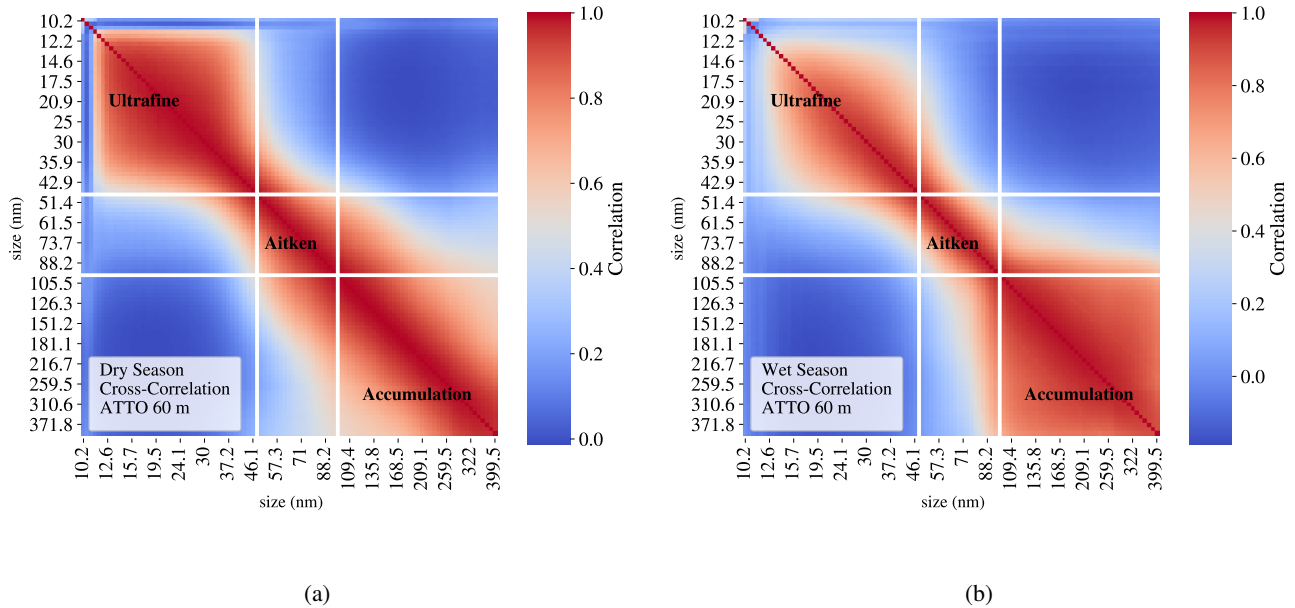 10.2
12.2
14.6
17.5
20.9
25
30
35.9
42.9
51.4
61.5
73.7
88.2
105.5
126.3
151.2
181.1
216.7
259.5
310.6
371.8
size (nm)
Ultrafine
Aitken
Accumulation
Dry Season
Cross-Correlation
ATTO 60 m
10.2 12.6 15.7 19.5 24.1 30 37.2 46.1 57.3 71 88.2 109.4 135.8 168.5 209.1 259.5 322 399.5
size (nm)
1.0
0.8
0.6
0.4
0.2
0.0
Correlation
(a)
10.2
12.2
14.6
17.5
20.9
25
30
35.9
42.9
51.4
61.5
73.7
88.2
105.5
126.3
151.2
181.1
216.7
259.5
310.6
371.8
size (nm)
Ultrafine
Aitken
Accumulation
Wet Season
Cross-Correlation
ATTO 60 m
10.2 12.6 15.7 19.5 24.1 30 37.2 46.1 57.3 71 88.2 109.4 135.8 168.5 209.1 259.5 322 399.5
size (nm)
1.0
0.8
0.6
0.4
0.2
0.0
Correlation
(b)